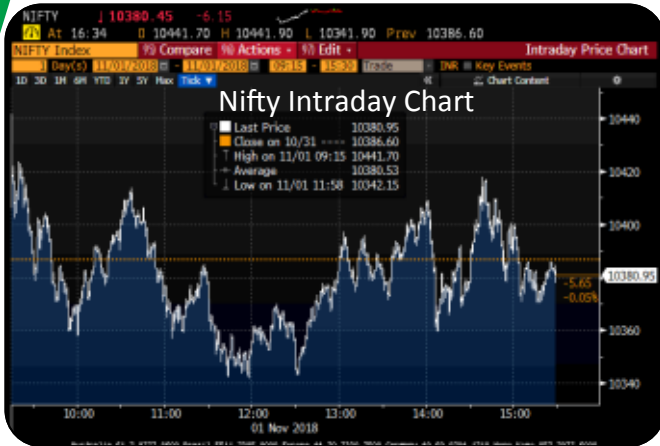 NIFTY ↓ 10380.45 -6.15
At 16:34 O 10441.70 H 10441.90 L 10341.90 Prev 10386.60
NIFTY Index 95) Compare 96) Actions 97) Edit Intraday Price Chart
1 Day(s) 11/01/2018 - 11/01/2018 09:15 - 15:30 Trade INR Key Events
1D 3D 1M 6M YTD 1Y 5Y Max Tick ▼ « Chart Content
Nifty Intraday Chart
Last Price 10380.95
Close on 10/31 ---- 10386.60
High on 11/01 09:15 10441.70
Average 10380.53
Low on 11/01 11:58 10342.15
10440
10420
10400
10380.95
-5.65
-0.05%
10360
10340
10:00 11:00 12:00 13:00 14:00 15:00
01 Nov 2018